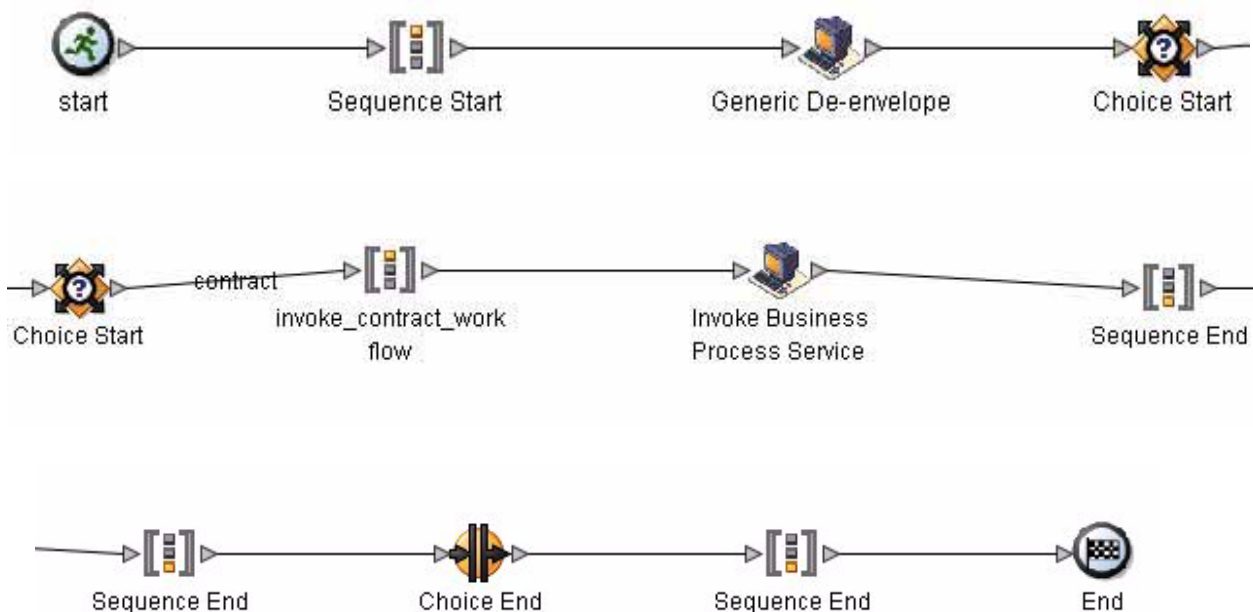 start
Sequence Start
Generic De-envelope
Choice Start
contract
Choice Start
invoke_contract_work
flow
Invoke Business
Process Service
Sequence End
Sequence End
Choice End
Sequence End
End